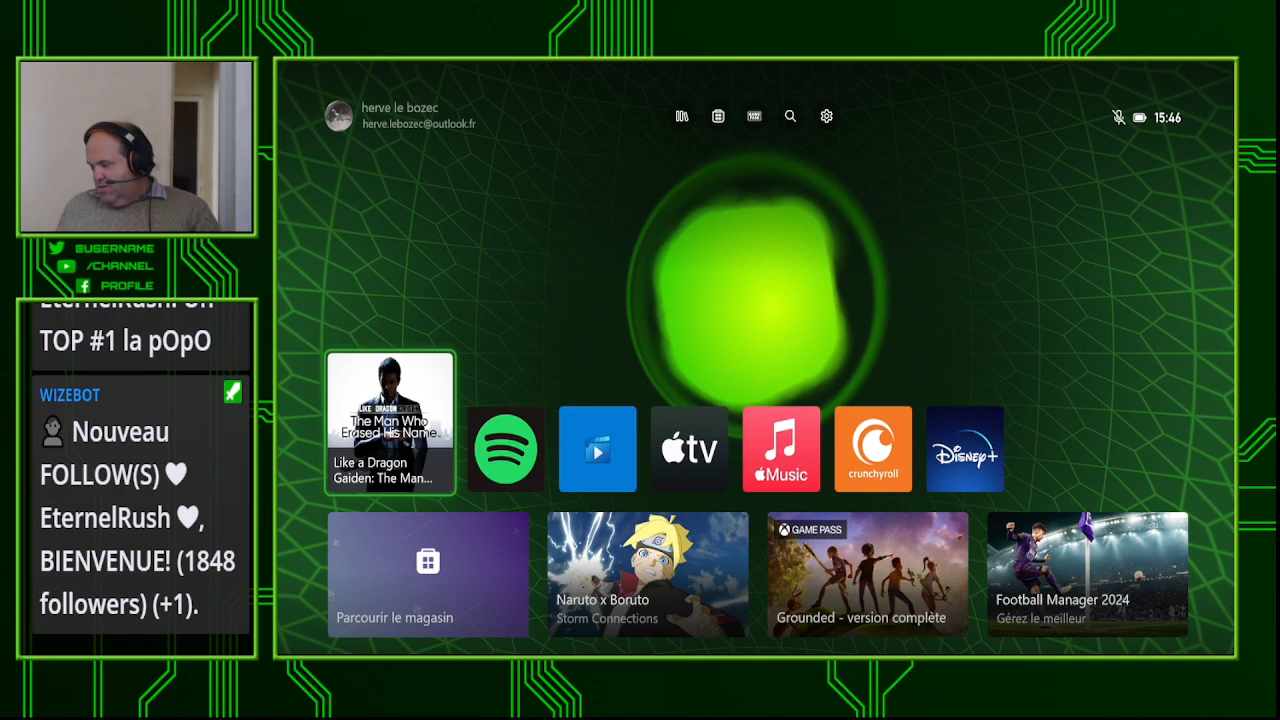 herve le bozec
herve.lebozec@outlook.fr
15:46
@USERNAME
/CHANNEL
PROFILE
TOP #1 la pOpO
WIZEBOT
Nouveau
FOLLOW(S)
EternelRush ,
BIENVENUE! (1848
followers) (+1).
LIKE A DRAGON GAIDEN
The Man Who
Erased His Name
Like a Dragon
Gaiden: The Man...
tv
Music
crunchyroll
Disney+
Parcourir le magasin
Naruto x Boruto
Storm Connections
GAME PASS
Grounded - version complète
Football Manager 2024
Gérez le meilleur